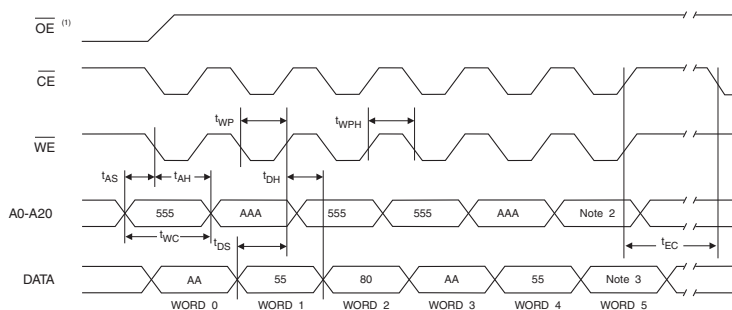 OE (1)
CE
tWP
tWPH
WE
tAS
tAH
tDH
A0-A20
555
AAA
555
555
AAA
Note 2
tWC
tDS
tEC
DATA
AA
55
80
AA
55
Note 3
WORD 0
WORD 1
WORD 2
WORD 3
WORD 4
WORD 5